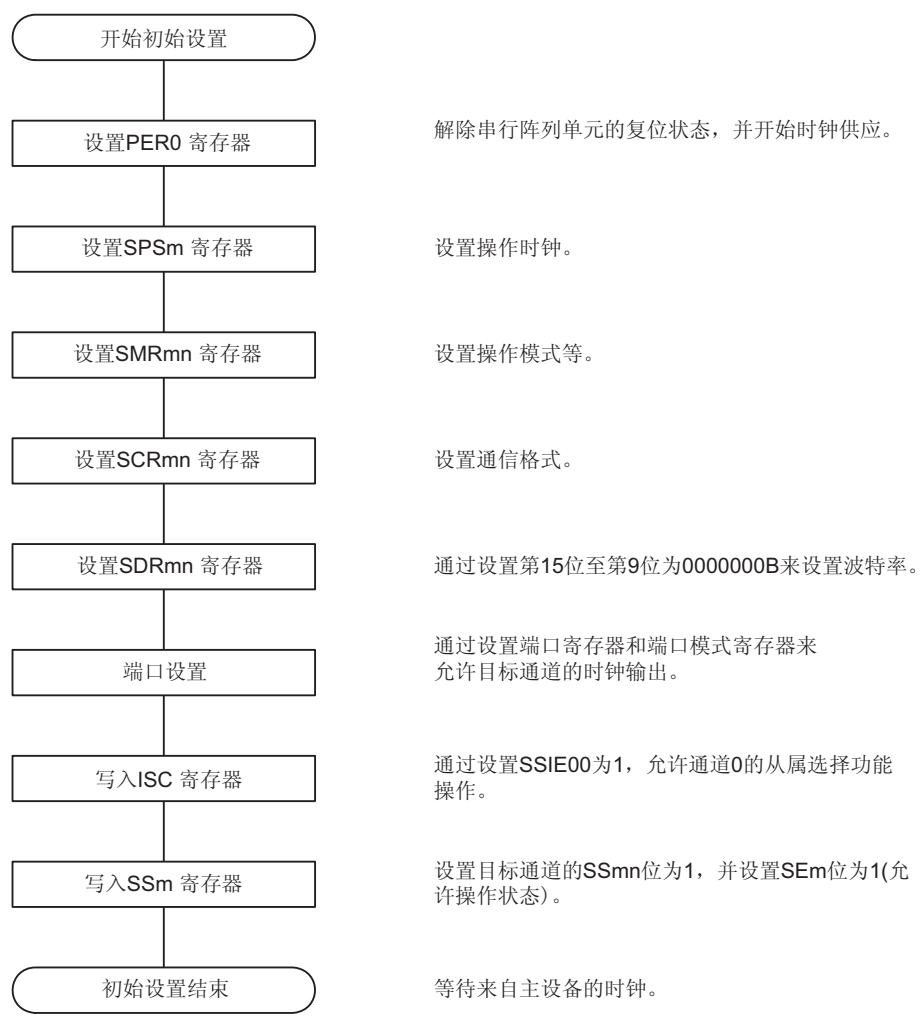 开始初始设置
设置PER0 寄存器
解除串行阵列单元的复位状态，并开始时钟供应。
设置SPSm 寄存器
设置操作时钟。
设置SMRmn 寄存器
设置操作模式等。
设置SCRmn 寄存器
设置通信格式。
设置SDRmn 寄存器
通过设置第15位至第9位为0000000B来设置波特率。
端口设置
通过设置端口寄存器和端口模式寄存器来
允许目标通道的时钟输出。
写入ISC 寄存器
通过设置SSIE00为1，允许通道0的从属选择功能
操作。
写入SSm 寄存器
设置目标通道的SSmn位为1，并设置SEm位为1(允
许操作状态)。
初始设置结束
等待来自主设备的时钟。